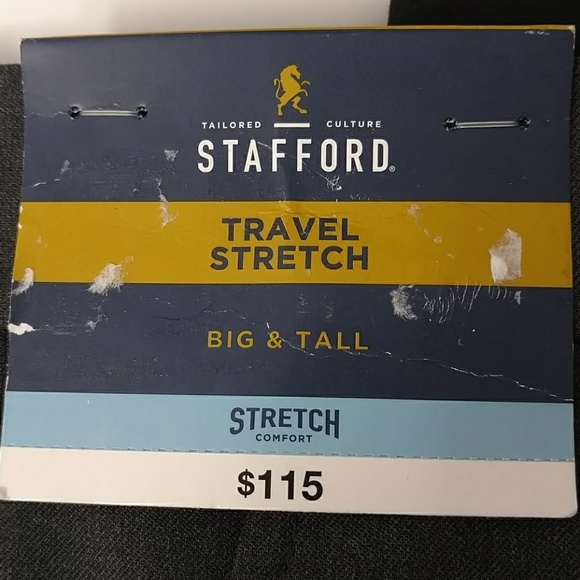 TAILORED CULTURE
STAFFORD®
TRAVEL
STRETCH
BIG & TALL
STRETCH
COMFORT
$115